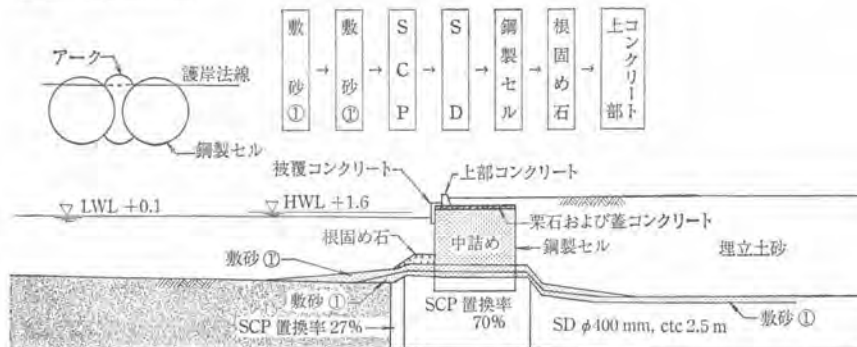 敷砂① → 敷砂①' → SCP → SD → 鋼製セル → 根固め石 → 上部コンクリート
アーク
護岸法線
鋼製セル
被覆コンクリート
上部コンクリート
LWL +0.1
HWL +1.6
栗石および蓋コンクリート
根固め石
中詰め
鋼製セル
埋立土砂
敷砂①'
敷砂①
SCP 置換率 27%
SCP 置換率
70%
SD φ400 mm, ctc 2.5 m
敷砂①